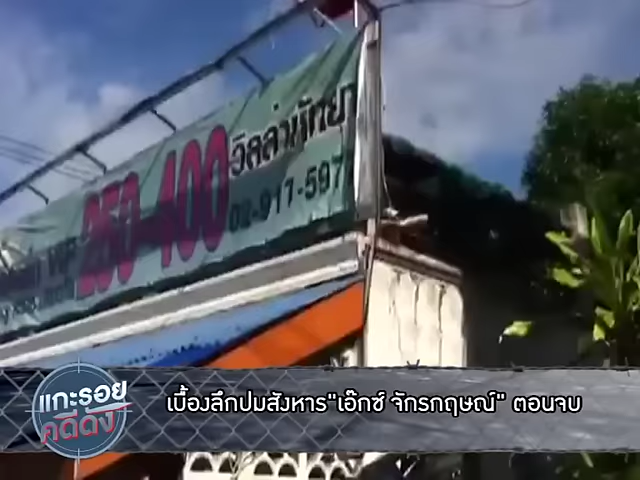 250-400
วิลล่าพัทยา
02-917-597
แกะรอย
คดีดัง
เบื้องลึกปมสังหาร"เอ๊กซ์ จักรกฤษณ์" ตอนจบ